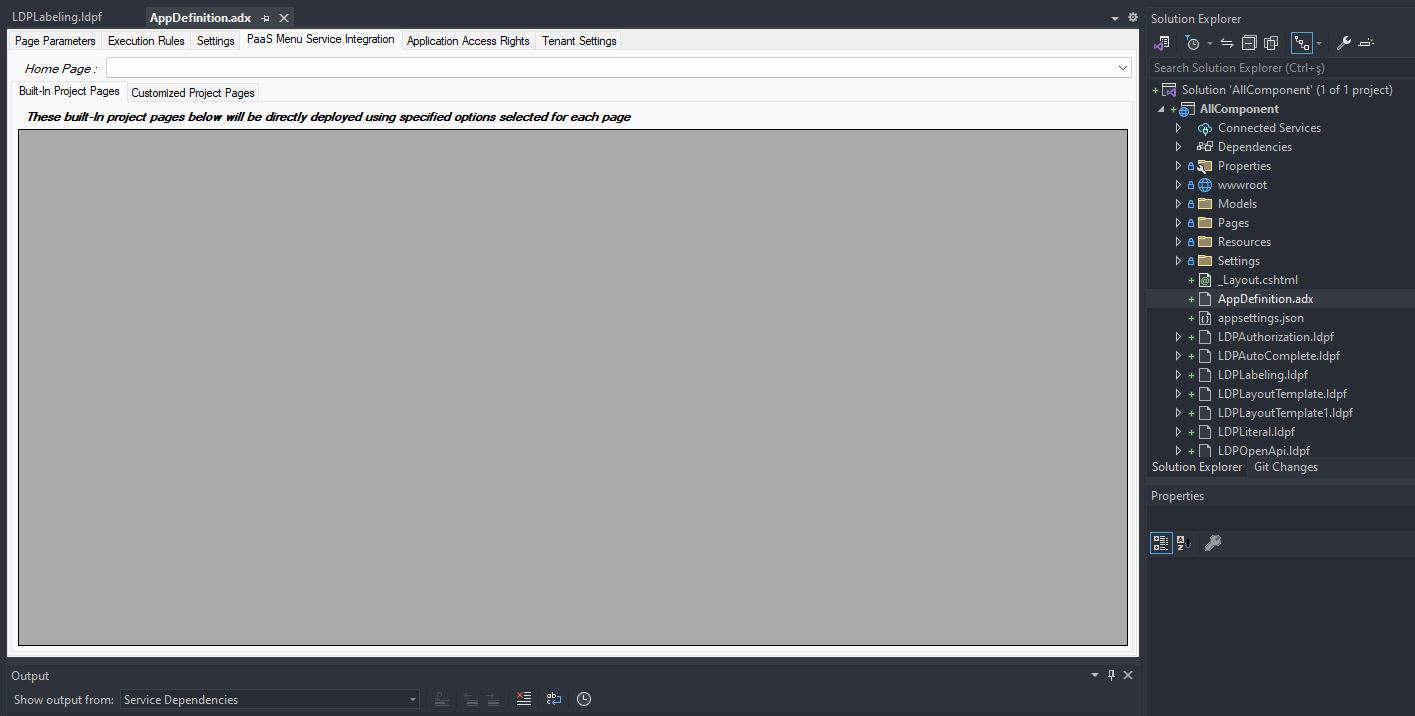 LDPLabeling.ldpf
AppDefinition.adx
Page Parameters
Execution Rules
Settings
PaaS Menu Service Integration
Application Access Rights
Tenant Settings
Home Page :
Built-In Project Pages
Customized Project Pages
These built-In project pages below will be directly deployed using specified options selected for each page
Output
Show output from:
Service Dependencies
Solution Explorer
Search Solution Explorer (Ctrl+ş)
Solution 'AllComponent' (1 of 1 project)
AllComponent
Connected Services
Dependencies
Properties
wwwroot
Models
Pages
Resources
Settings
_Layout.cshtml
AppDefinition.adx
appsettings.json
LDPAuthorization.ldpf
LDPAutoComplete.ldpf
LDPLabeling.ldpf
LDPLayoutTemplate.ldpf
LDPLayoutTemplate1.ldpf
LDPLiteral.ldpf
LDPOpenApi.ldpf
Solution Explorer
Git Changes
Properties